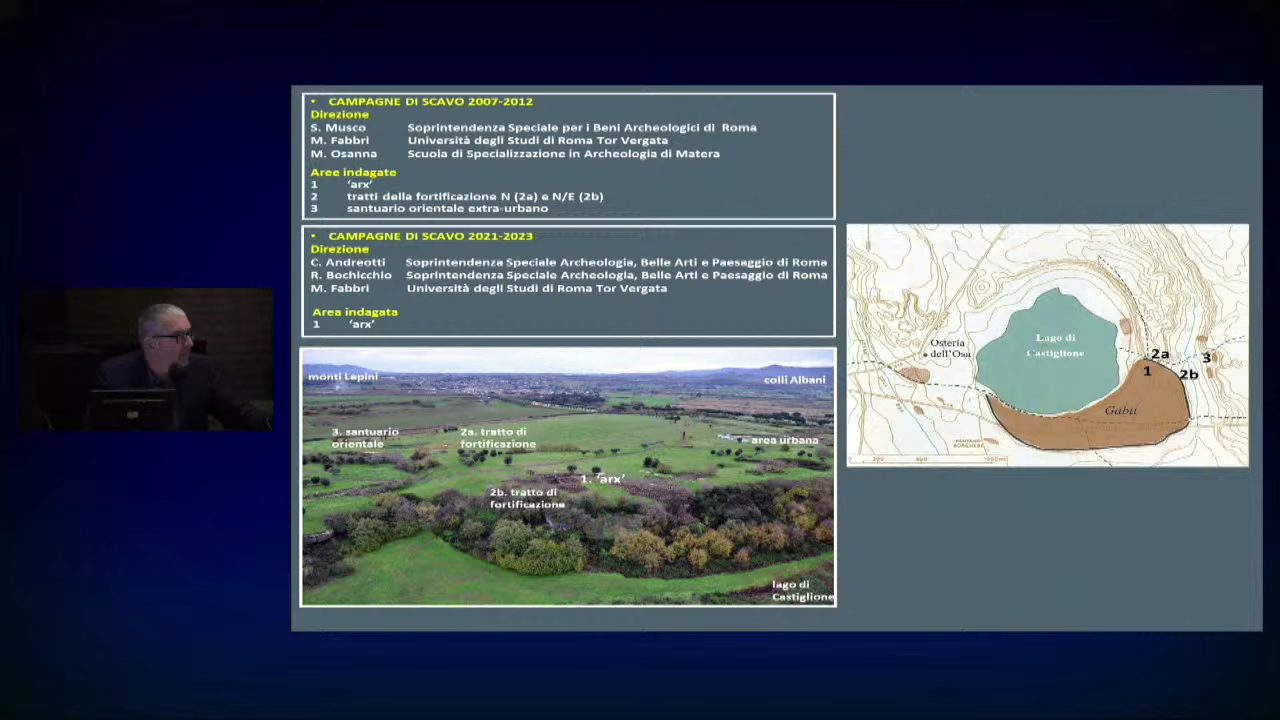 • CAMPAGNE DI SCAVO 2007-2012
Direzione
S. Musco Soprintendenza Speciale per i Beni Archeologici di Roma
M. Fabbri Università degli Studi di Roma Tor Vergata
M. Osanna Scuola di Specializzazione in Archeologia di Matera
Aree indagate
1 ‘arx’
2 tratti della fortificazione N (2a) e N/E (2b)
3 santuario orientale extra-urbano
• CAMPAGNE DI SCAVO 2021-2023
Direzione
C. Andreotti Soprintendenza Speciale Archeologia, Belle Arti e Paesaggio di Roma
R. Bochicchio Soprintendenza Speciale Archeologia, Belle Arti e Paesaggio di Roma
M. Fabbri Università degli Studi di Roma Tor Vergata
Area indagata
1 ‘arx’
monti Lepini
colli Albani
3. santuario
orientale
2a. tratto di
fortificazione
area urbana
1. ‘arx’
2b. tratto di
fortificazione
lago di
Castiglione
Osteria
dell'Osa
Lago di
Castiglione
2a
1
2b
3
Gabii